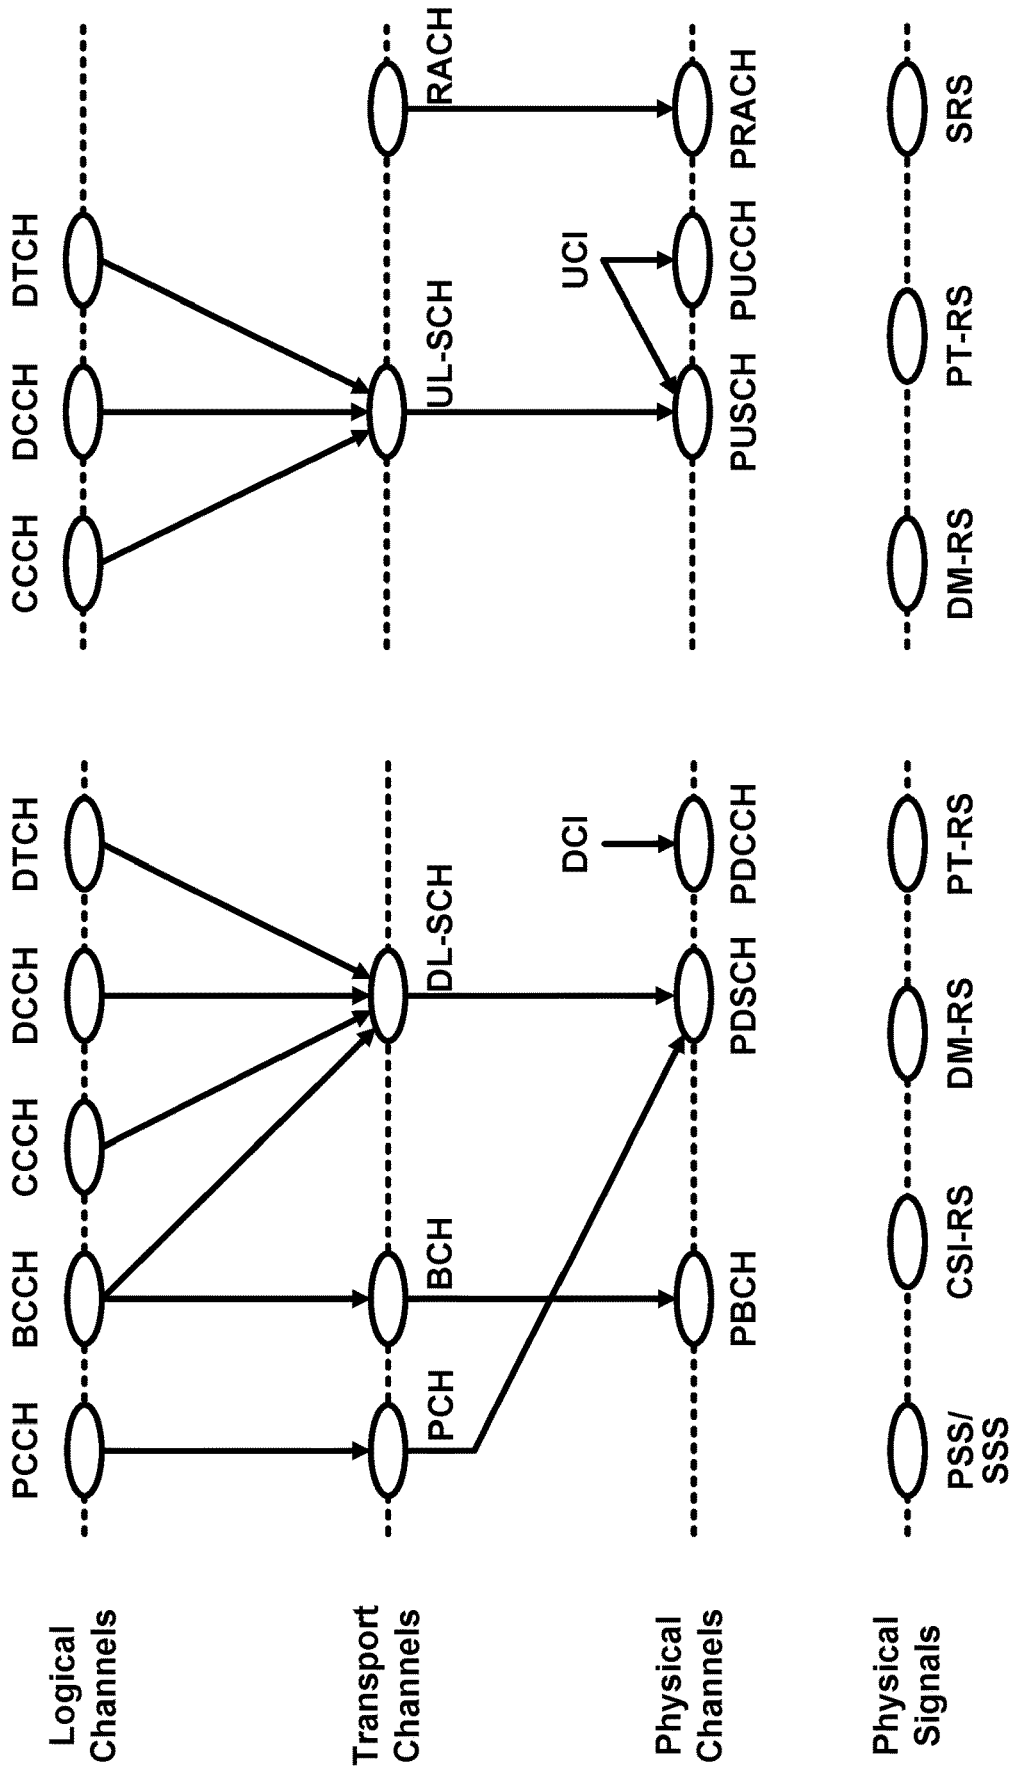 PCCH
BCCH
CCCH
DCCH
DTCH
CCCH
DCCH
DTCH
Logical
Channels
PCH
BCH
DL-SCH
UL-SCH
RACH
Transport
Channels
DCI
UCI
Physical
Channels
PBCH
PDSCH
PDCCH
PUSCH
PUCCH
PRACH
Physical
Signals
PSS/
SSS
CSI-RS
DM-RS
PT-RS
DM-RS
PT-RS
SRS